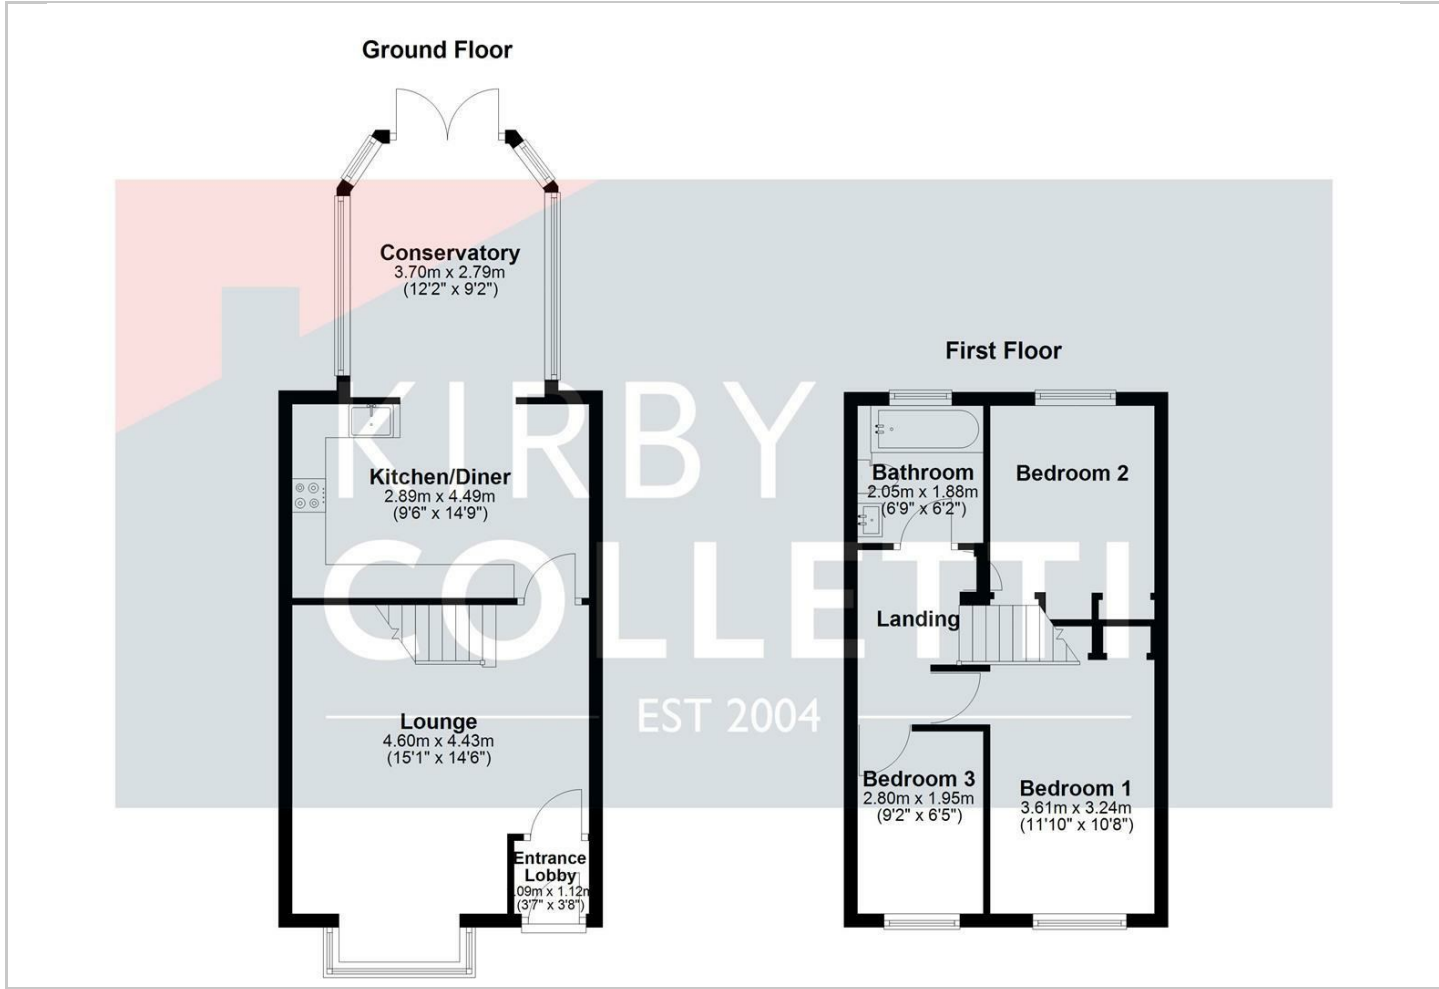 Ground Floor
Conservatory
3.70m x 2.79m
(12'2" x 9'2")
Kitchen/Diner
2.89m x 4.49m
(9'6" x 14'9")
Lounge
4.60m x 4.43m
(15'1" x 14'6")
Entrance
Lobby
.09m x 1.12m
(3'7" x 3'8")
First Floor
Bathroom
2.05m x 1.88m
(6'9" x 6'2")
Bedroom 2
Landing
Bedroom 3
2.80m x 1.95m
(9'2" x 6'5")
Bedroom 1
3.61m x 3.24m
(11'10" x 10'8")
KIRBY
COLLETTI
EST 2004